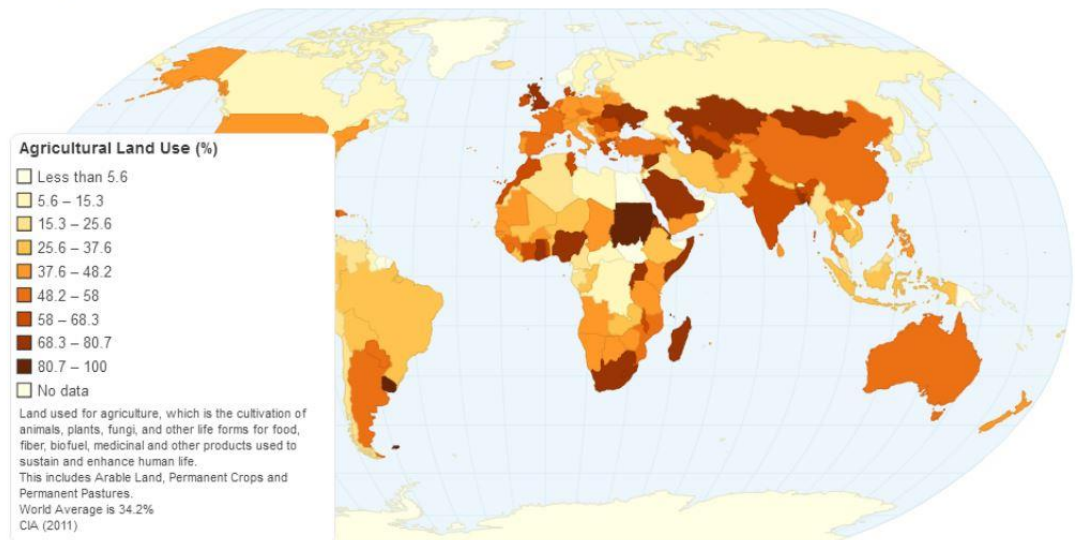 Agricultural Land Use (%)
Less than 5.6
5.6 – 15.3
15.3 – 25.6
25.6 – 37.6
37.6 – 48.2
48.2 – 58
58 – 68.3
68.3 – 80.7
80.7 – 100
No data
Land used for agriculture, which is the cultivation of
animals, plants, fungi, and other life forms for food,
fiber, biofuel, medicinal and other products used to
sustain and enhance human life.
This includes Arable Land, Permanent Crops and
Permanent Pastures.
World Average is 34.2%
CIA (2011)